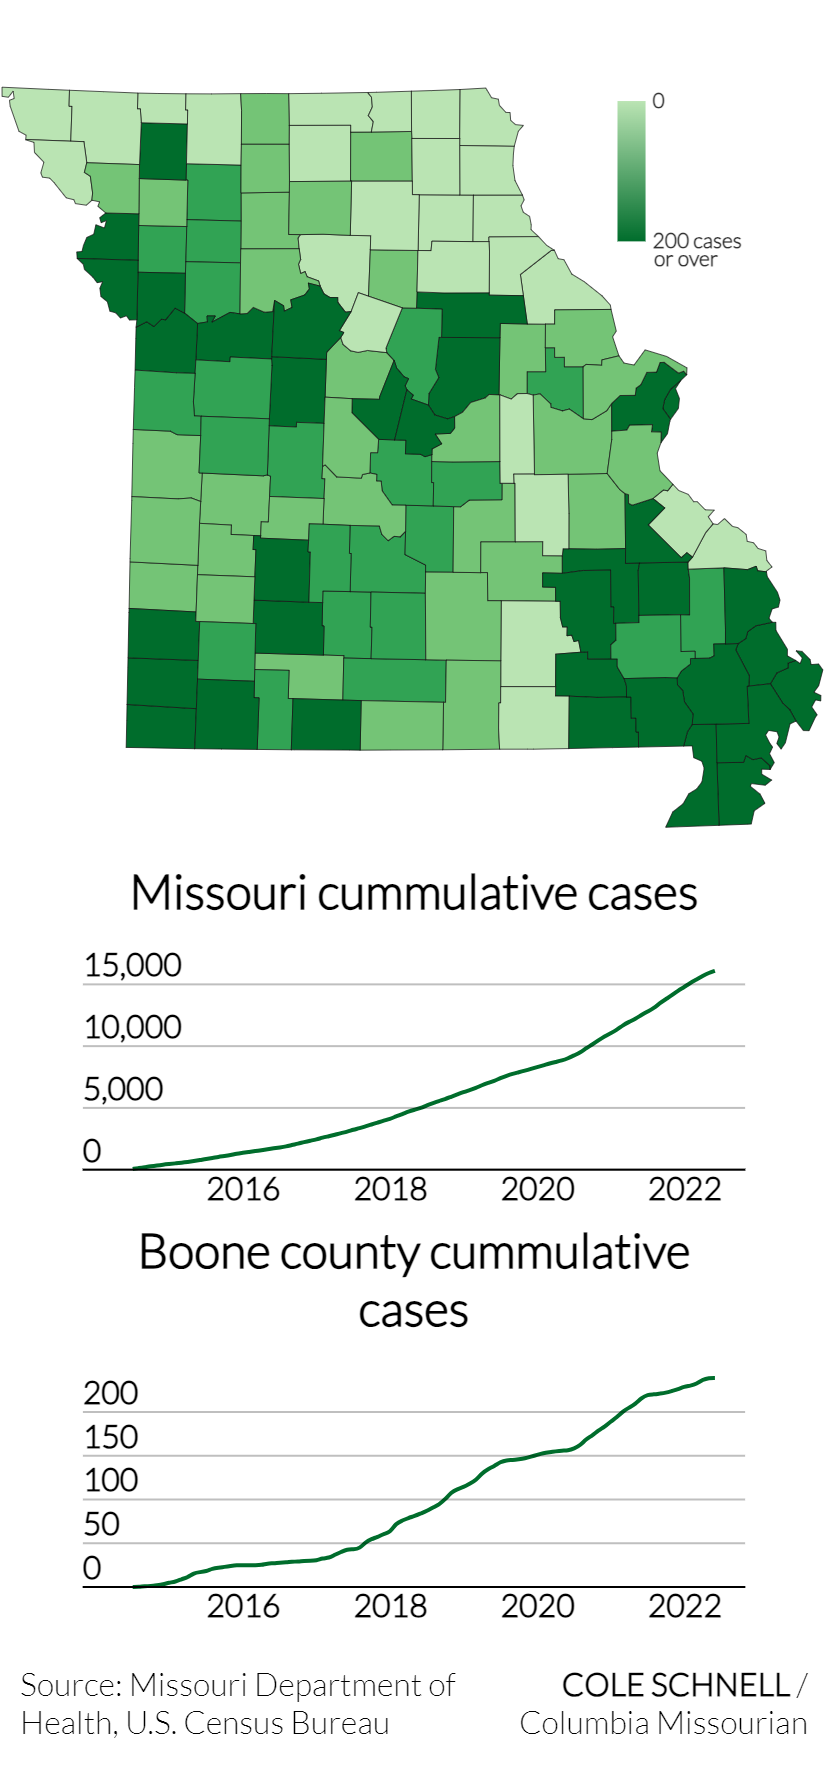 0
200 cases
or over
Missouri cummulative cases
15,000
10,000
5,000
0
2016 2018 2020 2022
Boone county cummulative
cases
200
150
100
50
0
2016 2018 2020 2022
Source: Missouri Department of
Health, U.S. Census Bureau
COLE SCHNELL /
Columbia Missourian